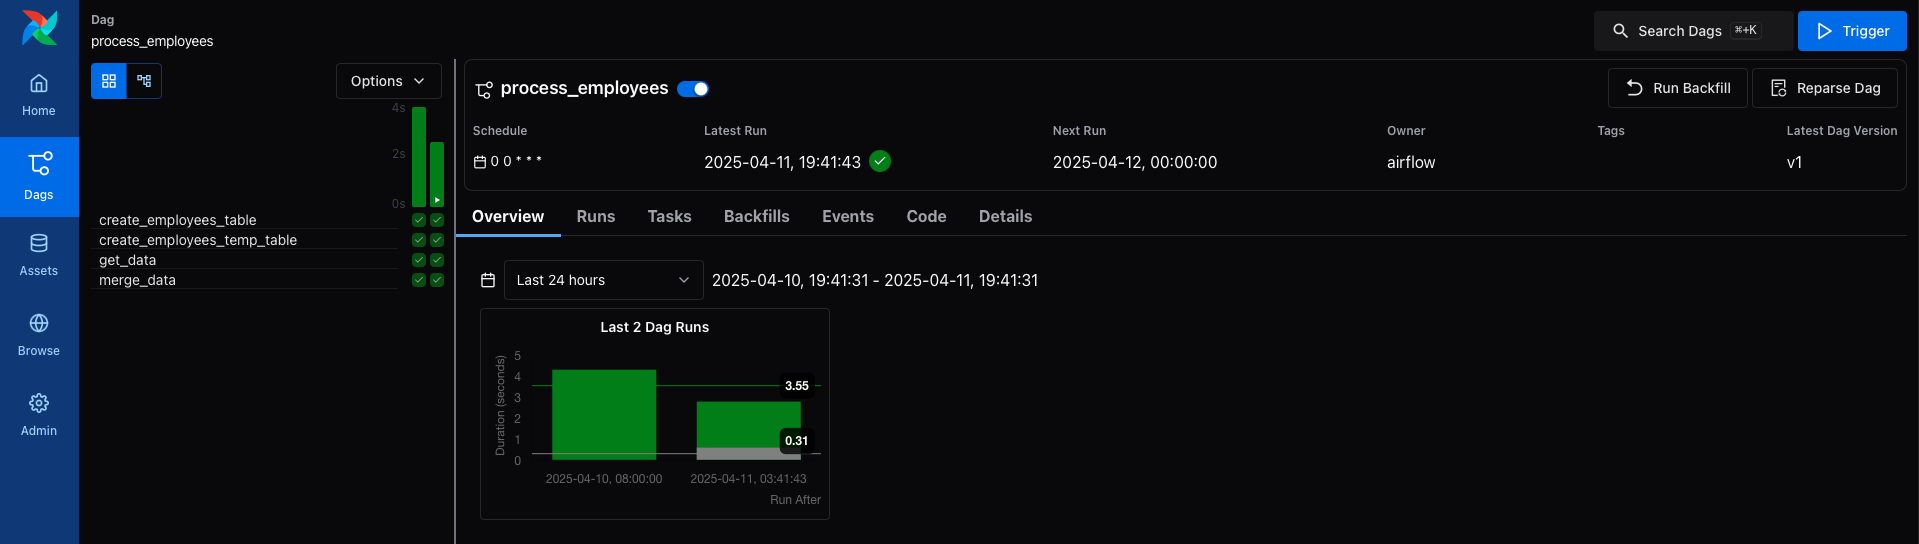 Dag
process_employees
Search Dags ⌘+K
Trigger
Home
Dags
Assets
Browse
Admin
Options
4s
2s
0s
create_employees_table
create_employees_temp_table
get_data
merge_data
process_employees
Run Backfill
Reparse Dag
Schedule
Latest Run
Next Run
Owner
Tags
Latest Dag Version
0 0 * * *
2025-04-11, 19:41:43
2025-04-12, 00:00:00
airflow
v1
Overview
Runs
Tasks
Backfills
Events
Code
Details
Last 24 hours
2025-04-10, 19:41:31 - 2025-04-11, 19:41:31
Last 2 Dag Runs
Duration (seconds)
5
4
3
2
1
0
3.55
0.31
2025-04-10, 08:00:00
2025-04-11, 03:41:43
Run After